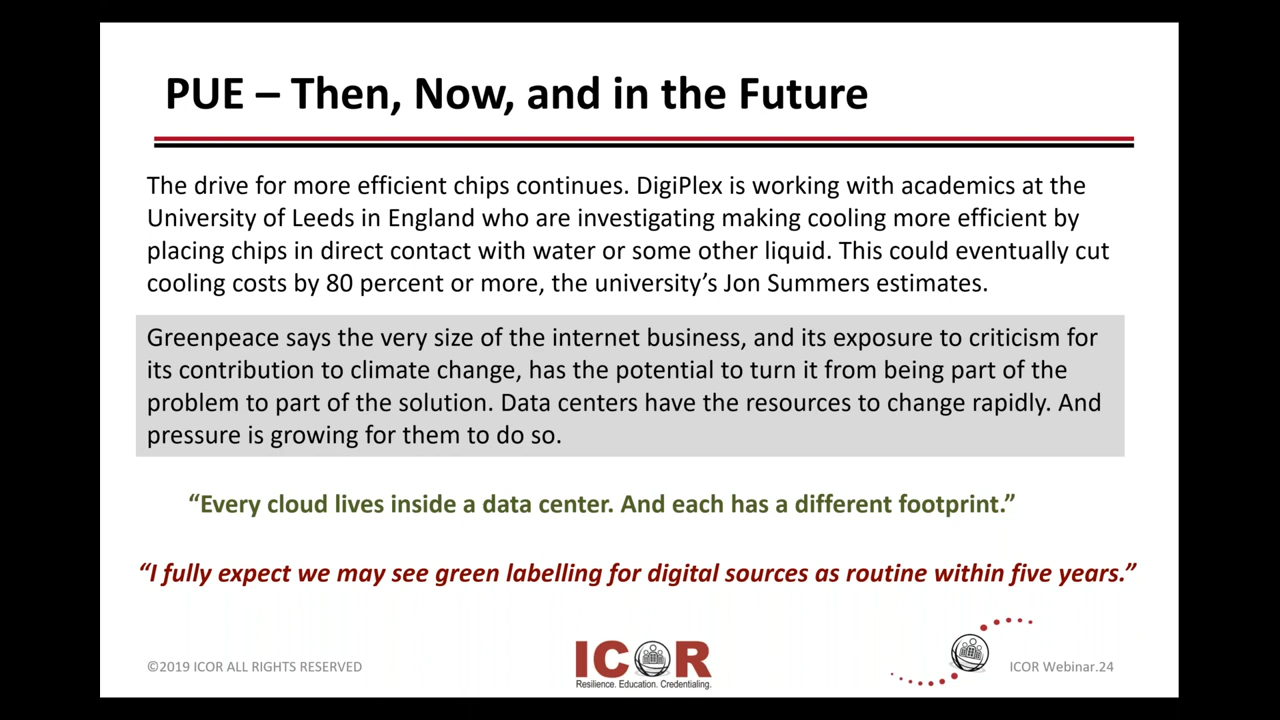 PUE – Then, Now, and in the Future
The drive for more efficient chips continues. DigiPlex is working with academics at the
University of Leeds in England who are investigating making cooling more efficient by
placing chips in direct contact with water or some other liquid. This could eventually cut
cooling costs by 80 percent or more, the university’s Jon Summers estimates.
Greenpeace says the very size of the internet business, and its exposure to criticism for
its contribution to climate change, has the potential to turn it from being part of the
problem to part of the solution. Data centers have the resources to change rapidly. And
pressure is growing for them to do so.
“Every cloud lives inside a data center. And each has a different footprint.”
“I fully expect we may see green labelling for digital sources as routine within five years.”
©2019 ICOR ALL RIGHTS RESERVED
ICOR
Resilience. Education. Credentialing.
ICOR Webinar.24